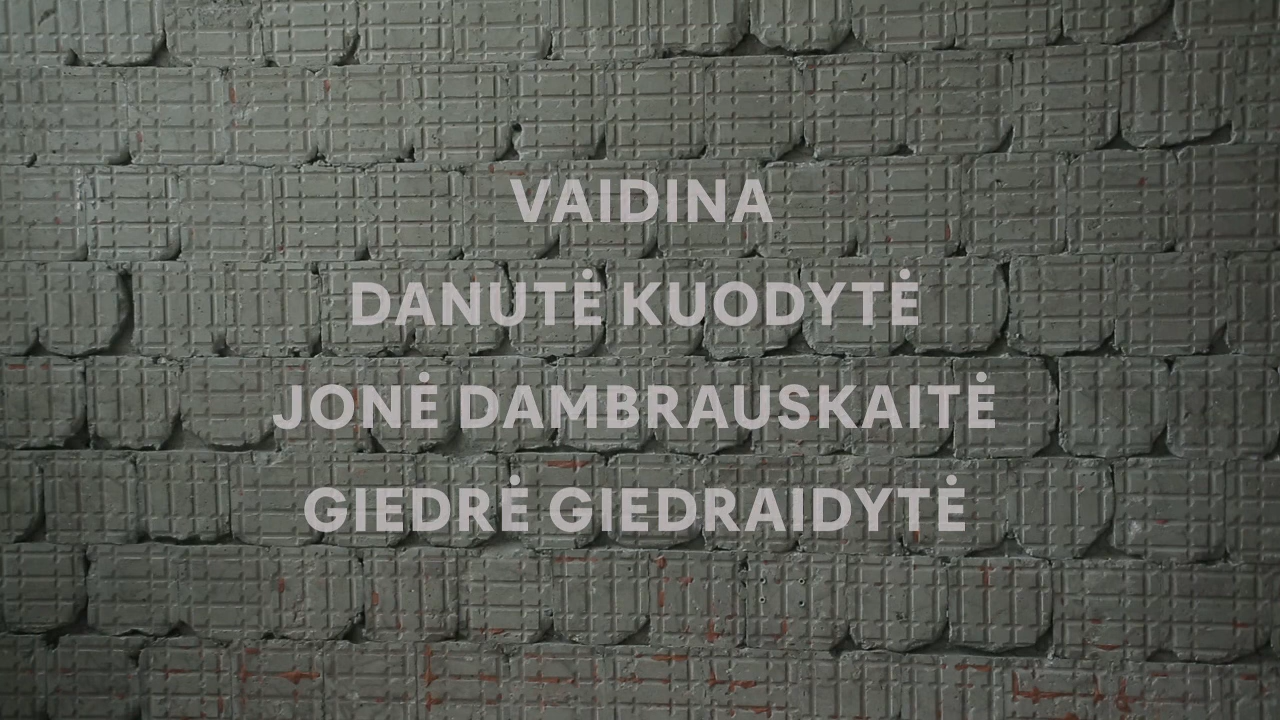 VAIDINA
DANUTĖ KUODYTĖ
JONĖ DAMBRAUSKAITĖ
GIEDRĖ GIEDRAIDYTĖ